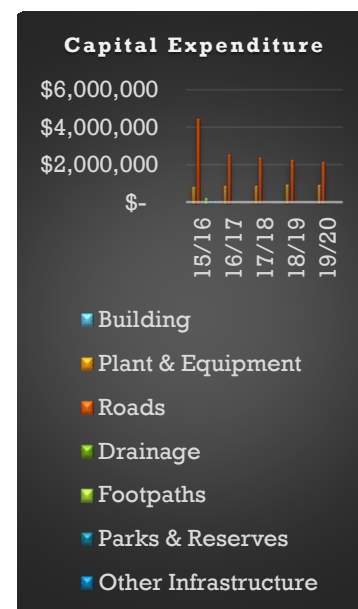 Capital Expenditure
$6,000,000
$4,000,000
$2,000,000
$-
15/16
16/17
17/18
18/19
19/20
Building
Plant & Equipment
Roads
Drainage
Footpaths
Parks & Reserves
Other Infrastructure